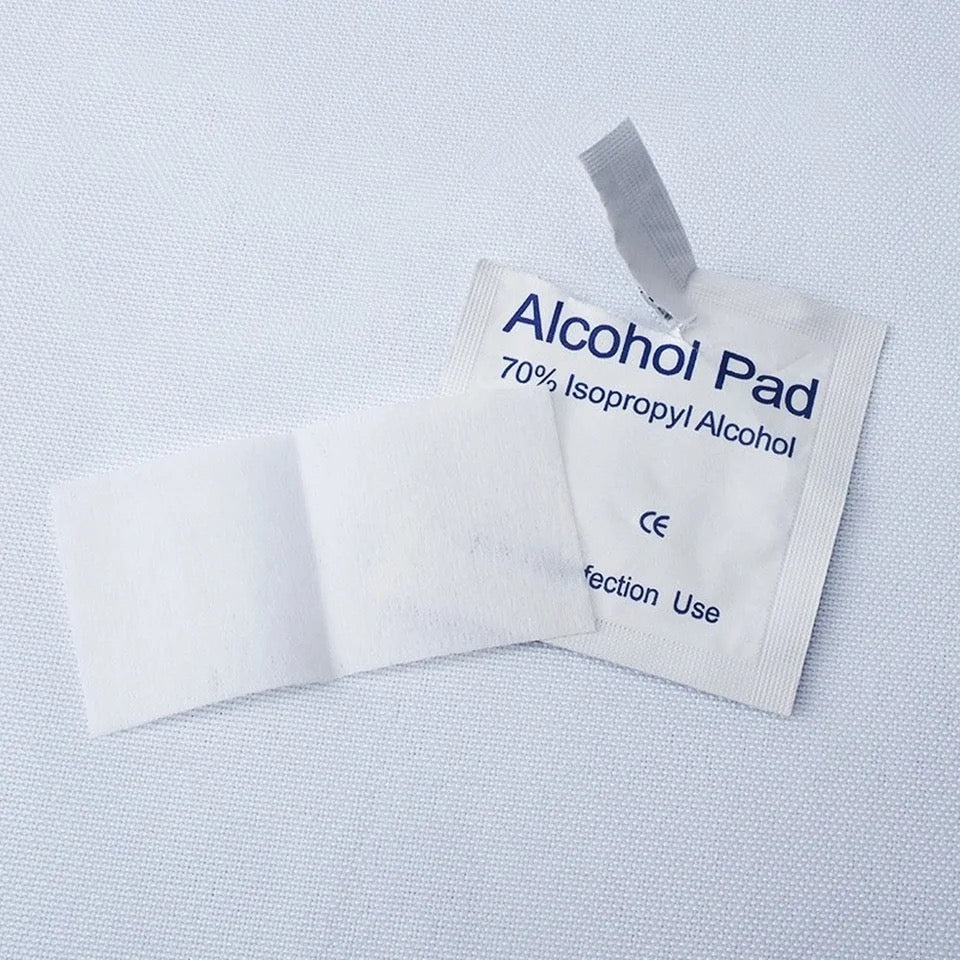 Alcohol Pad
70% Isopropyl Alcohol
CE
fection Use